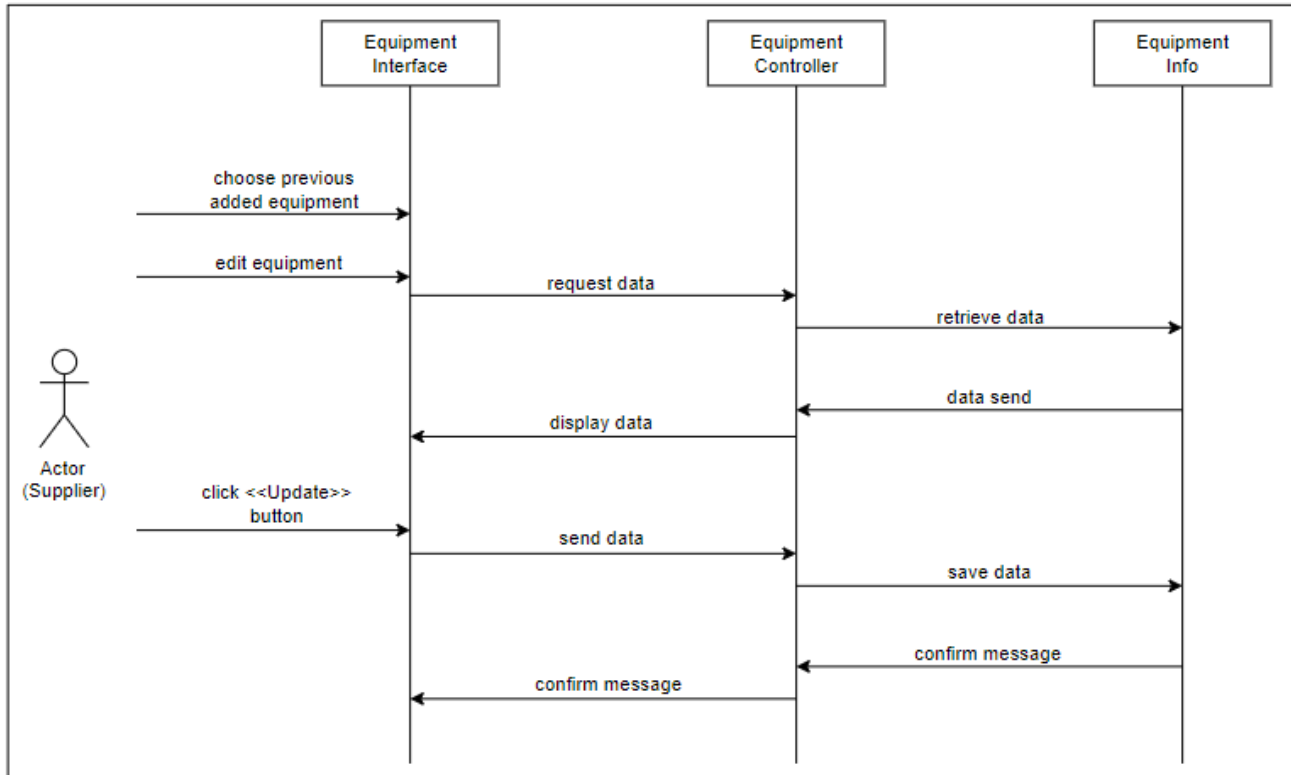 Equipment
Interface
Equipment
Controller
Equipment
Info
choose previous
added equipment
edit equipment
request data
retrieve data
data send
display data
Actor
(Supplier)
click <<Update>>
button
send data
save data
confirm message
confirm message